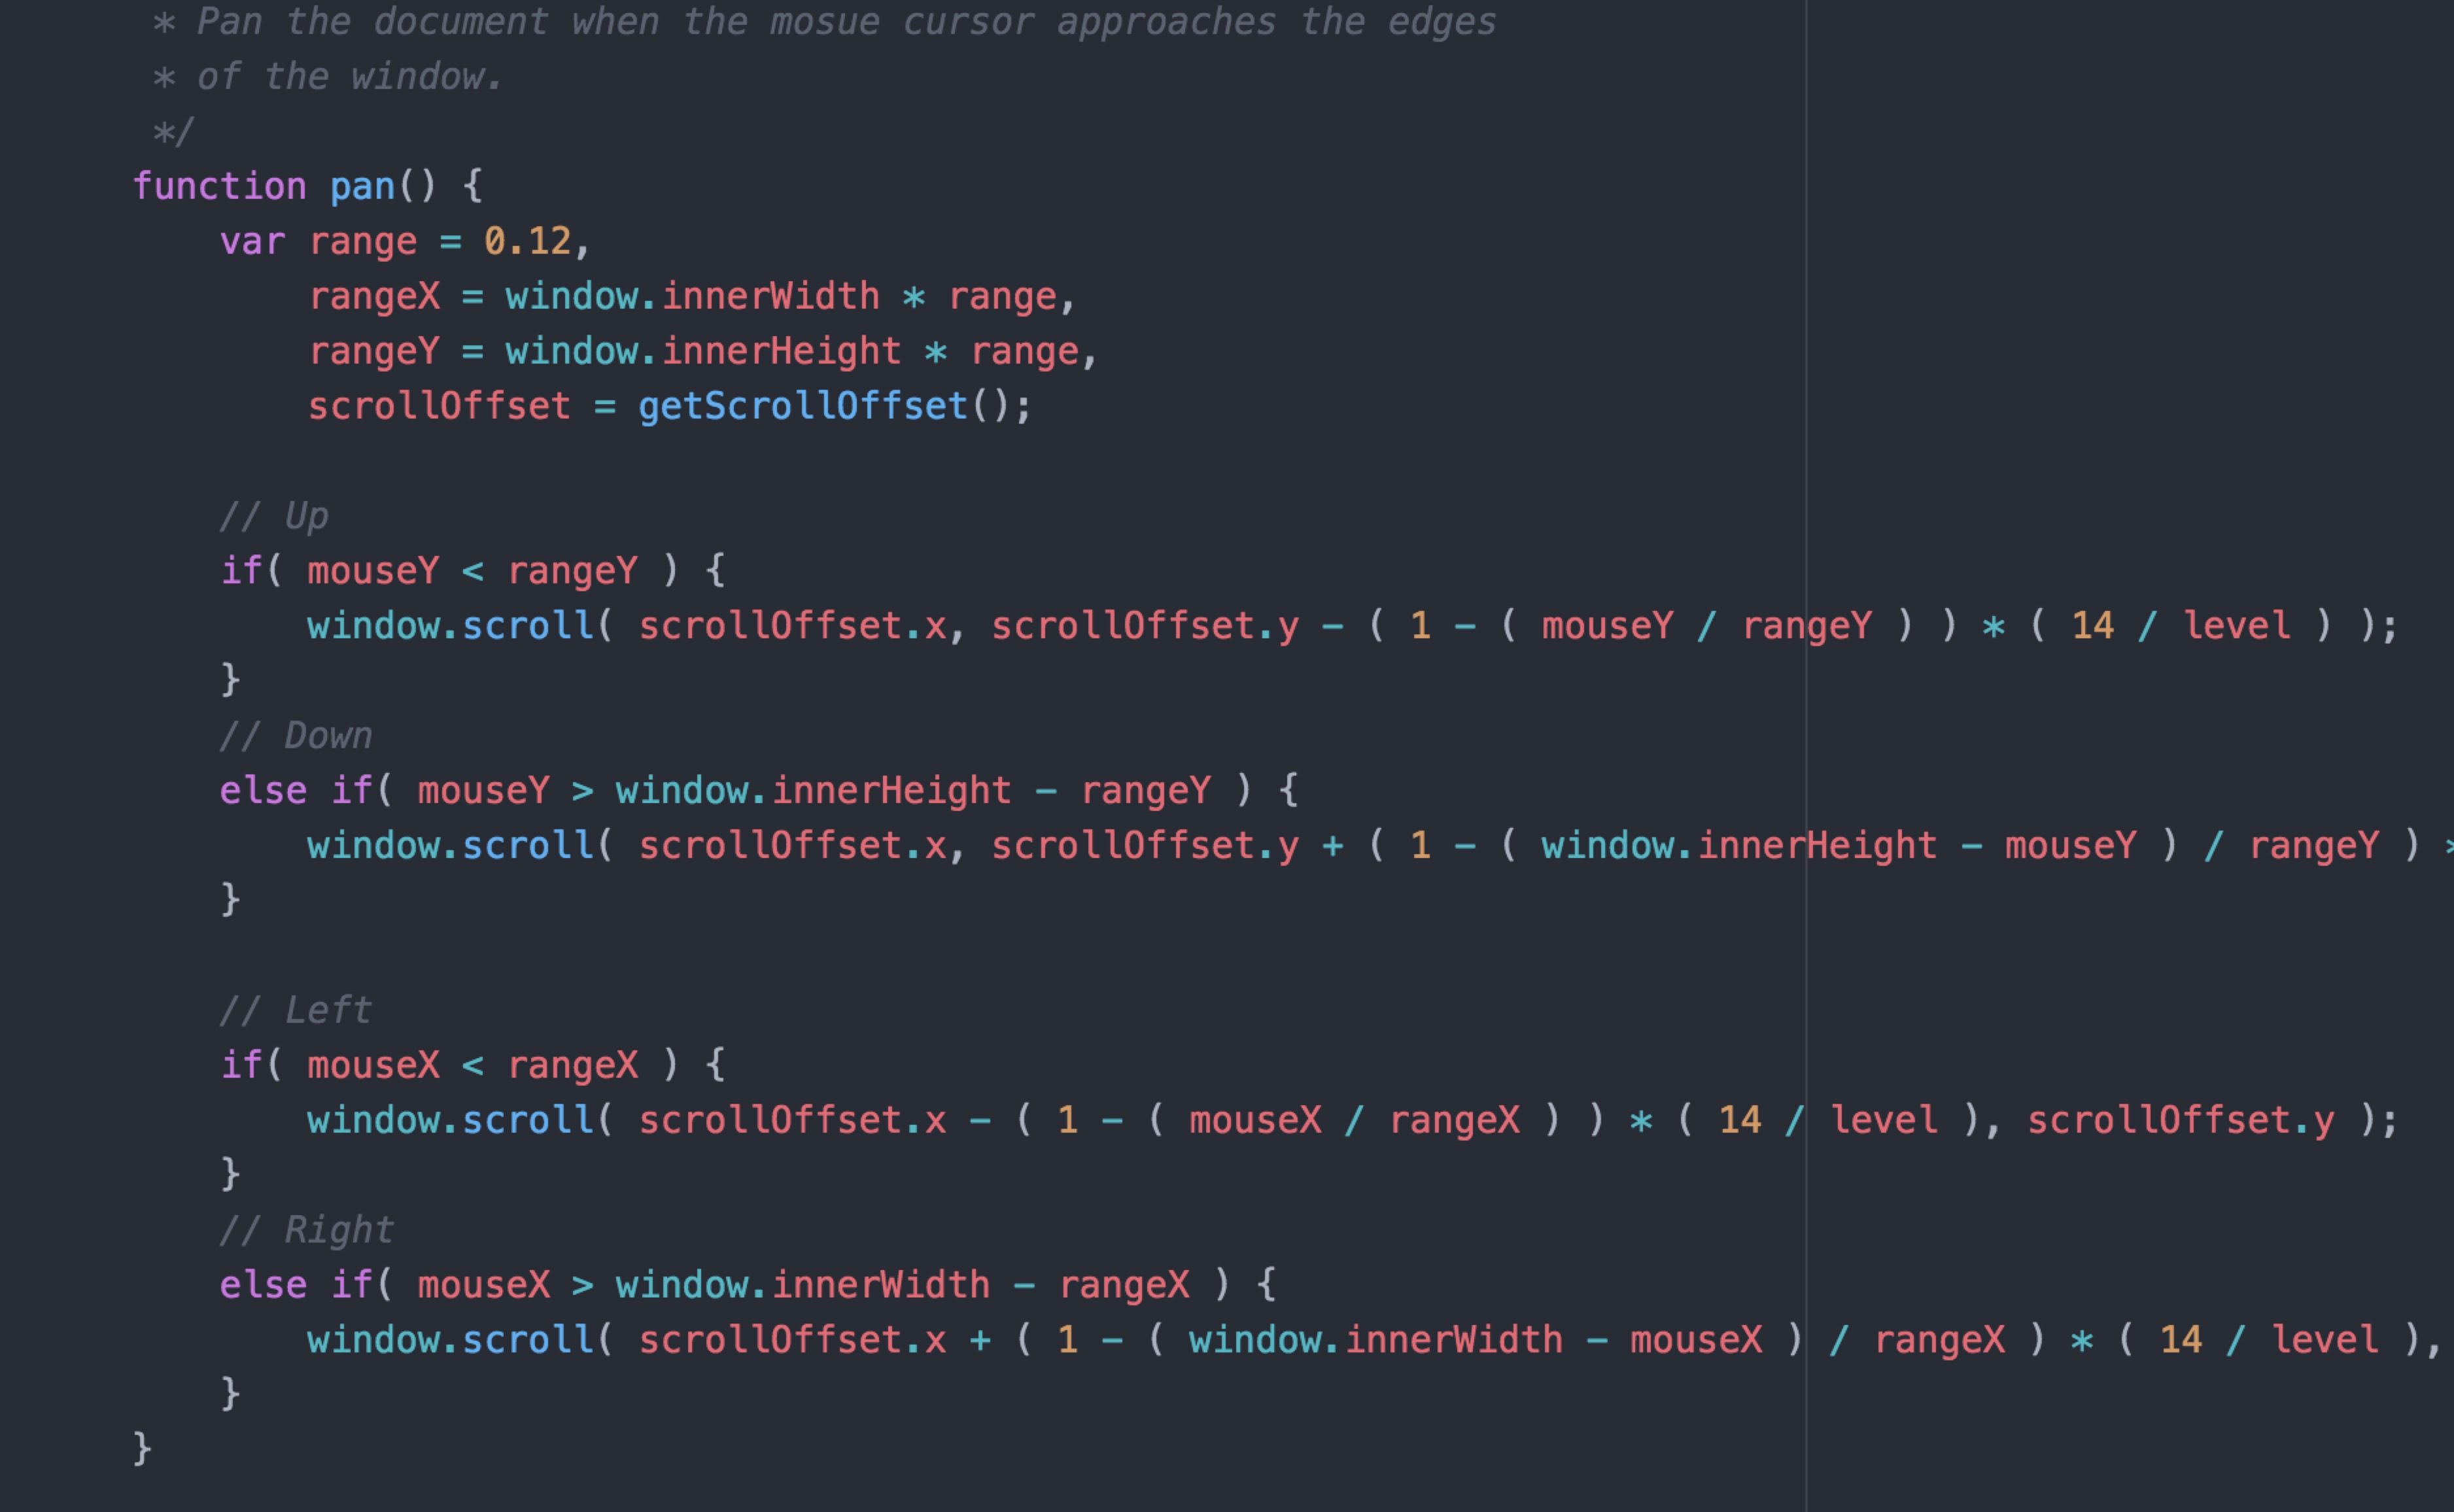 * Pan the document when the mosue cursor approaches the edges
* of the window.
*/
function pan() {
var range = 0.12,
rangeX = window.innerWidth * range,
rangeY = window.innerHeight * range,
scrollOffset = getScrollOffset();
// Up
if( mouseY < rangeY ) {
window.scroll( scrollOffset.x, scrollOffset.y - ( 1 - ( mouseY / rangeY ) ) * ( 14 / level ) );
}
// Down
else if( mouseY > window.innerHeight - rangeY ) {
window.scroll( scrollOffset.x, scrollOffset.y + ( 1 - ( window.innerHeight - mouseY ) / rangeY ) *
}
// Left
if( mouseX < rangeX ) {
window.scroll( scrollOffset.x - ( 1 - ( mouseX / rangeX ) ) * ( 14 / level ), scrollOffset.y );
}
// Right
else if( mouseX > window.innerWidth - rangeX ) {
window.scroll( scrollOffset.x + ( 1 - ( window.innerWidth - mouseX ) / rangeX ) * ( 14 / level ),
}
}